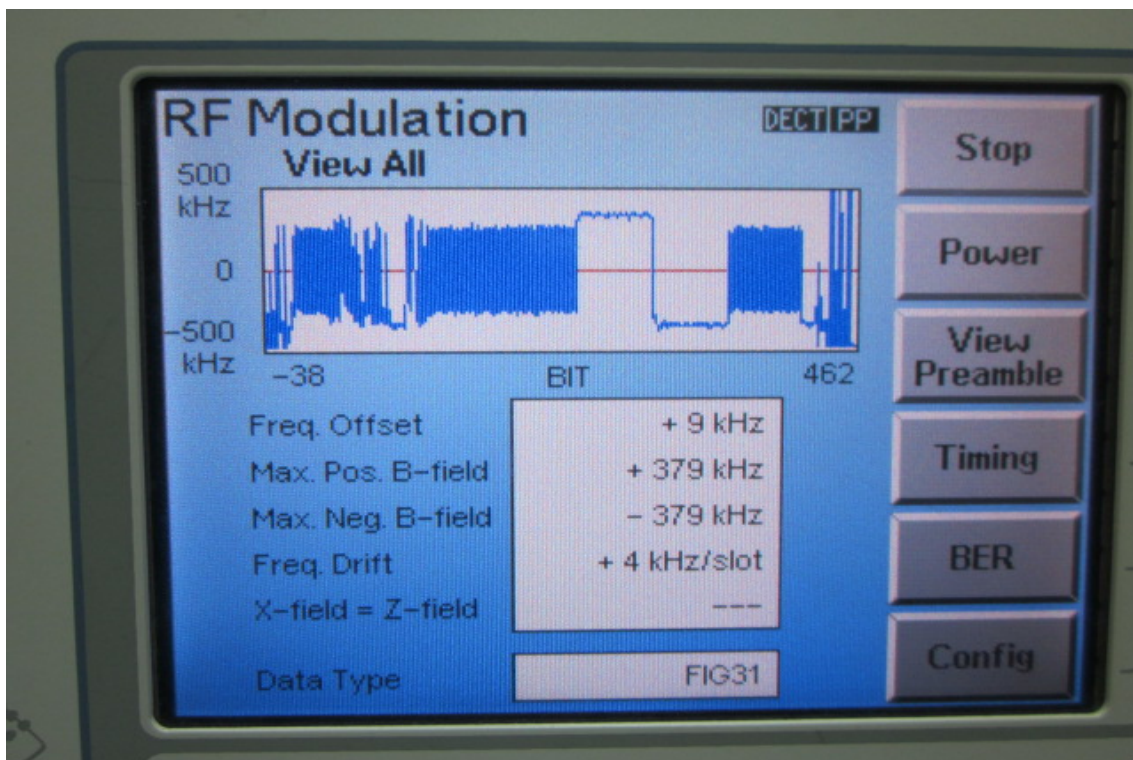 RF Modulation
DECT PP
View All
500
kHz
0
-500
kHz
-38
BIT
462
Freq. Offset + 9 kHz
Max. Pos. B-field + 379 kHz
Max. Neg. B-field - 379 kHz
Freq. Drift + 4 kHz/slot
X-field = Z-field ---
Data Type FIG31
Stop
Power
View
Preamble
Timing
BER
Config